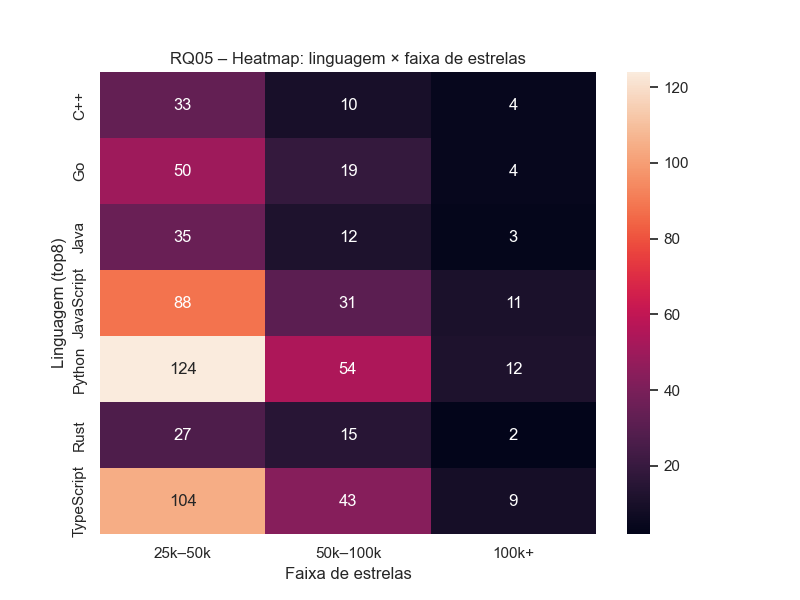 RQ05 – Heatmap: linguagem × faixa de estrelas
Linguagem (top8)
C++ 33 10 4
Go 50 19 4
Java 35 12 3
JavaScript 88 31 11
Python 124 54 12
Rust 27 15 2
TypeScript 104 43 9
25k–50k 50k–100k 100k+
Faixa de estrelas
120
100
80
60
40
20